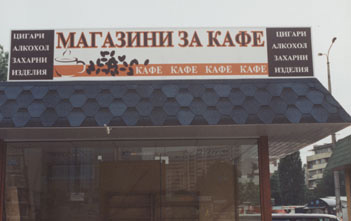 ЦИГАРИ
АЛКОХОЛ
ЗАХАРНИ
ИЗДЕЛИЯ
МАГАЗИНИ ЗА КАФЕ
КАФЕ КАФЕ КАФЕ КАФЕ
ЦИГАРИ
АЛКОХОЛ
ЗАХАРНИ
ИЗДЕЛИЯ